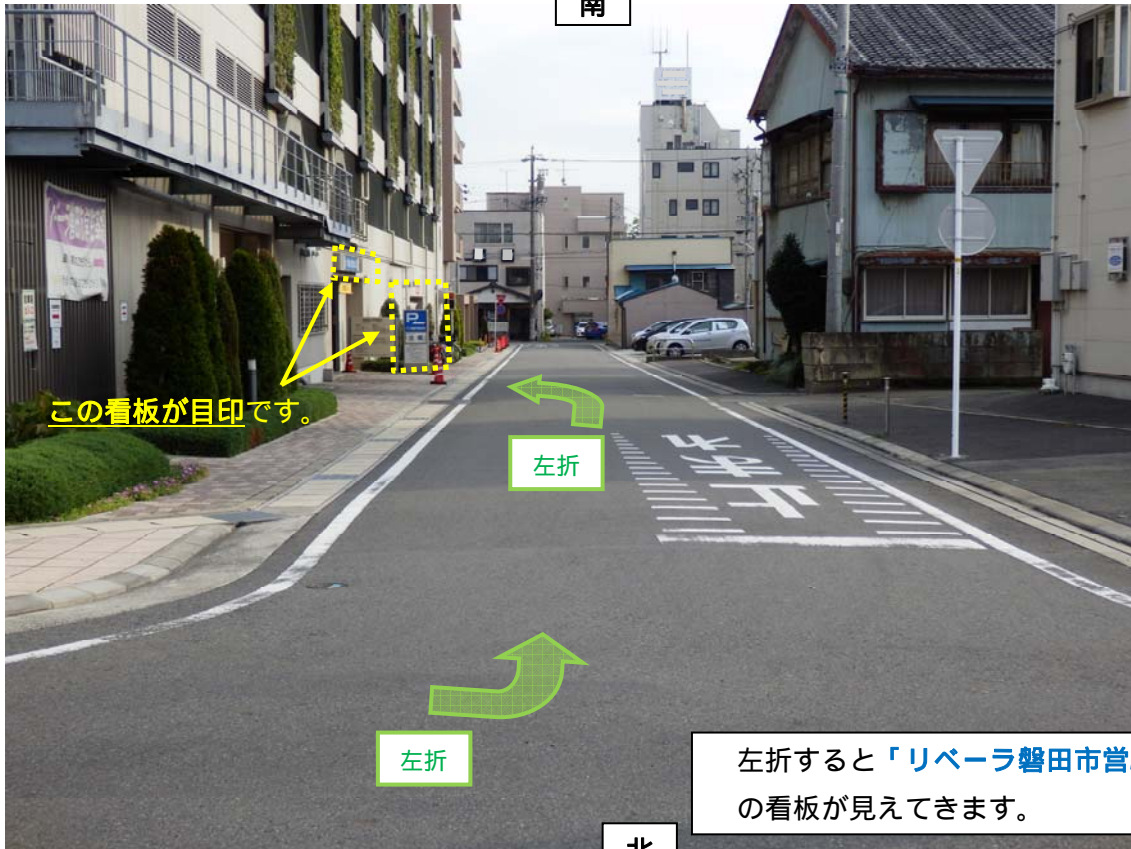 南
P
この看板が目印です。
左折
止まれ
左折
左折すると「リベーラ磐田市営
の看板が見えてきます。
北